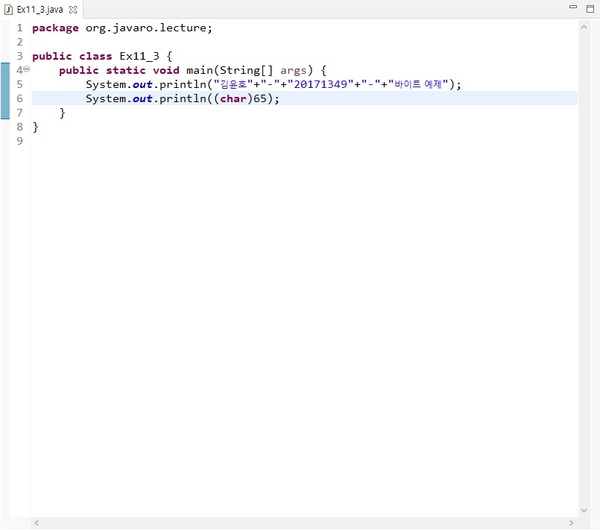 Ex11_3.java
1 package org.javaro.lecture;
2
3 public class Ex11_3 {
4 public static void main(String[] args) {
5 System.out.println("김윤호"+"-"+"20171349"+"-"+"바이트 예제");
6 System.out.println((char)65);
7 }
8 }
9